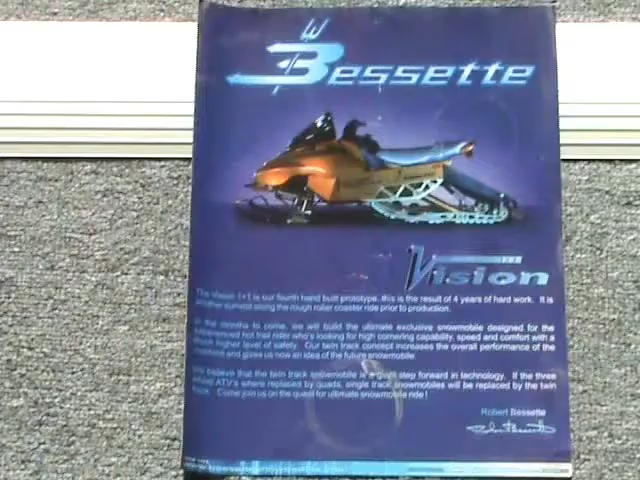 Bessette
Vision
The Vision 1+1 is our fourth hand built prototype, this is the result of 4 years of hard work. It is
another summit along the rough roller coaster ride prior to production.
In the months to come, we will build the ultimate exclusive snowmobile designed for the
experienced hot trail rider who's looking for high cornering capability, speed and comfort with a
much higher level of safety. Our twin track concept increases the overall performance of the
machine and gives us now an idea of the future snowmobile.
We believe that the twin track snowmobile is a giant step forward in technology. If the three
wheel ATV's where replaced by quads, single track snowmobiles will be replaced by the twin
track. Come join us on the quest for ultimate snowmobile ride !
Robert Bessette